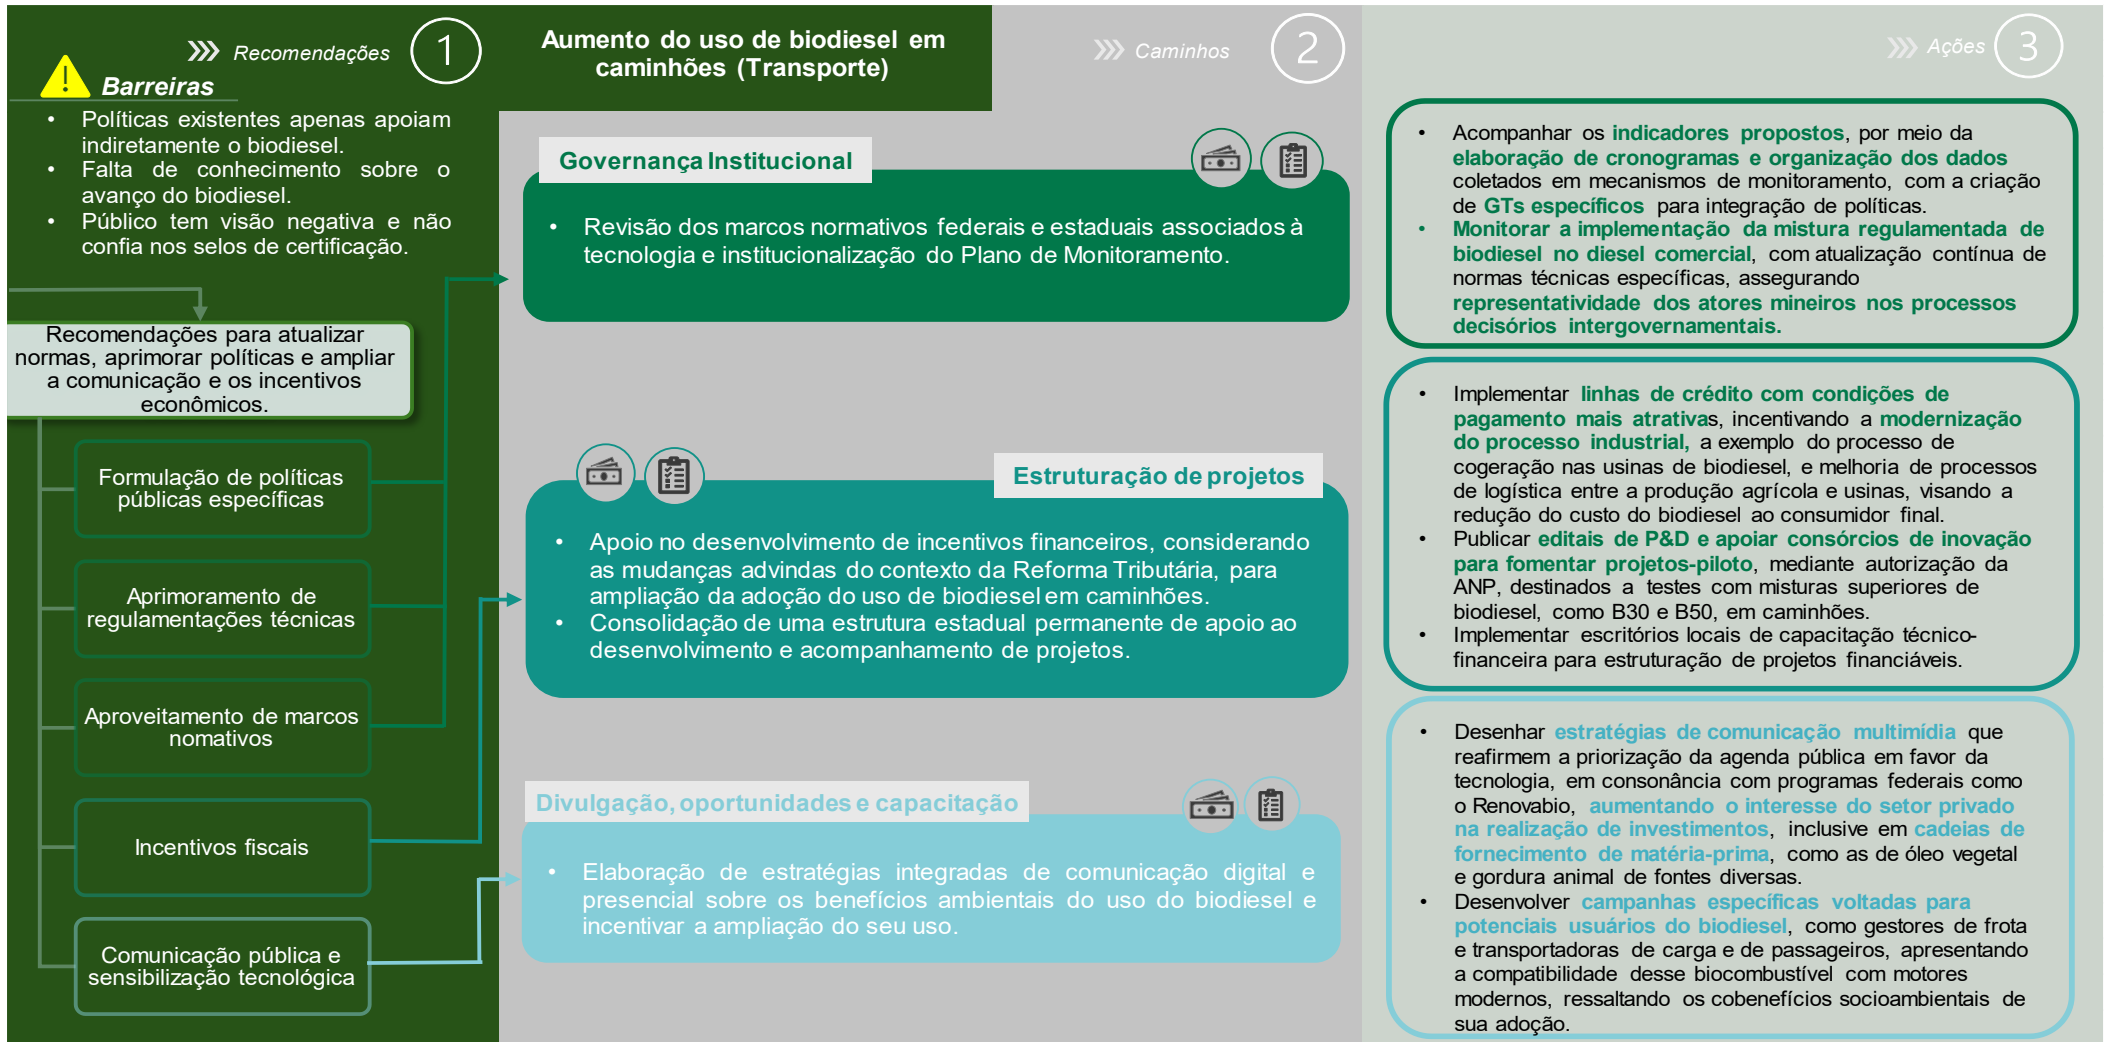 Recomendações
1
Barreiras
• Políticas existentes apenas apoiam
indiretamente o biodiesel.
• Falta de conhecimento sobre o
avanço do biodiesel.
• Público tem visão negativa e não
confia nos selos de certificação.
Recomendações para atualizar
normas, aprimorar políticas e ampliar
a comunicação e os incentivos
econômicos.
Formulação de políticas
públicas específicas
Aprimoramento de
regulamentações técnicas
Aproveitamento de marcos
nomativos
Incentivos fiscais
Comunicação pública e
sensibilização tecnológica
Aumento do uso de biodiesel em
caminhões (Transporte)
Caminhos
2
Governança Institucional
• Revisão dos marcos normativos federais e estaduais associados à
tecnologia e institucionalização do Plano de Monitoramento.
Estruturação de projetos
• Apoio no desenvolvimento de incentivos financeiros, considerando
as mudanças advindas do contexto da Reforma Tributária, para
ampliação da adoção do uso de biodiesel em caminhões.
• Consolidação de uma estrutura estadual permanente de apoio ao
desenvolvimento e acompanhamento de projetos.
Divulgação, oportunidades e capacitação
• Elaboração de estratégias integradas de comunicação digital e
presencial sobre os benefícios ambientais do uso do biodiesel e
incentivar a ampliação do seu uso.
Ações
3
• Acompanhar os indicadores propostos, por meio da
elaboração de cronogramas e organização dos dados
coletados em mecanismos de monitoramento, com a criação
de GTs específicos para integração de políticas.
• Monitorar a implementação da mistura regulamentada de
biodiesel no diesel comercial, com atualização contínua de
normas técnicas específicas, assegurando
representatividade dos atores mineiros nos processos
decisórios intergovernamentais.
• Implementar linhas de crédito com condições de
pagamento mais atrativas, incentivando a modernização
do processo industrial, a exemplo do processo de
cogeração nas usinas de biodiesel, e melhoria de processos
de logística entre a produção agrícola e usinas, visando a
redução do custo do biodiesel ao consumidor final.
• Publicar editais de P&D e apoiar consórcios de inovação
para fomentar projetos-piloto, mediante autorização da
ANP, destinados a testes com misturas superiores de
biodiesel, como B30 e B50, em caminhões.
• Implementar escritórios locais de capacitação técnico-
financeira para estruturação de projetos financiáveis.
• Desenhar estratégias de comunicação multimídia que
reafirmem a priorização da agenda pública em favor da
tecnologia, em consonância com programas federais como
o Renovabio, aumentando o interesse do setor privado
na realização de investimentos, inclusive em cadeias de
fornecimento de matéria-prima, como as de óleo vegetal
e gordura animal de fontes diversas.
• Desenvolver campanhas específicas voltadas para
potenciais usuários do biodiesel, como gestores de frota
e transportadoras de carga e de passageiros, apresentando
a compatibilidade desse biocombustível com motores
modernos, ressaltando os cobenefícios socioambientais de
sua adoção.